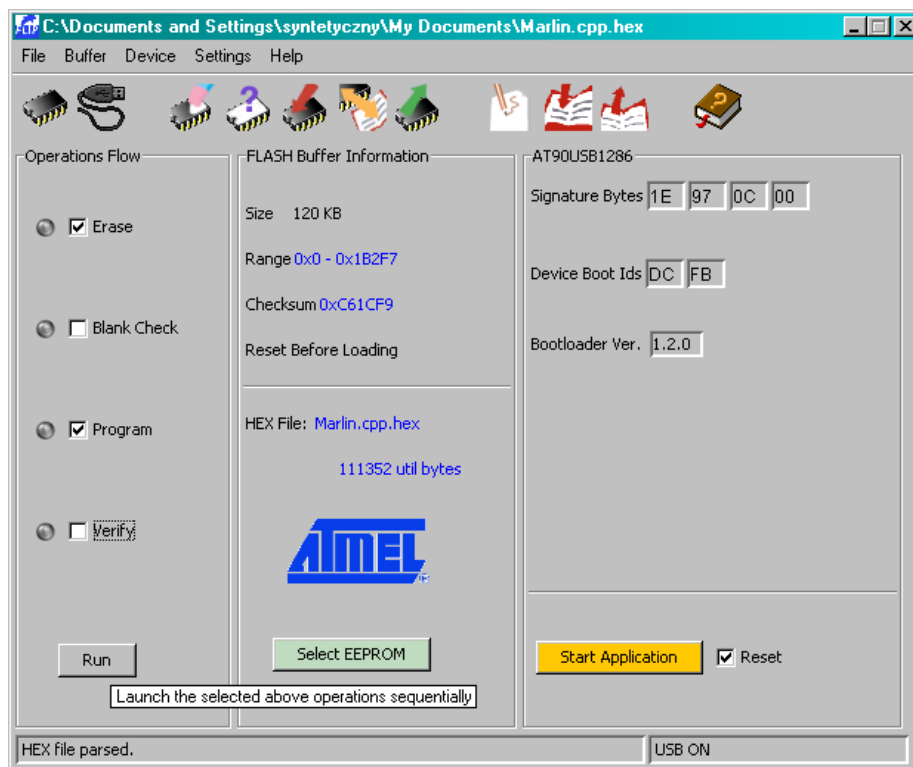 C:\Documents and Settings\syntetyczny\My Documents\Marlin.cpp.hex
File Buffer Device Settings Help
Operations Flow
Erase
Blank Check
Program
Verify
Run
Launch the selected above operations sequentially
FLASH Buffer Information
Size 120 KB
Range 0x0 - 0x1B2F7
Checksum 0xC61CF9
Reset Before Loading
HEX File: Marlin.cpp.hex
111352 util bytes
ATMEL
Select EEPROM
AT90USB1286
Signature Bytes 1E 97 0C 00
Device Boot Ids DC FB
Bootloader Ver. 1.2.0
Start Application
Reset
HEX file parsed.
USB ON